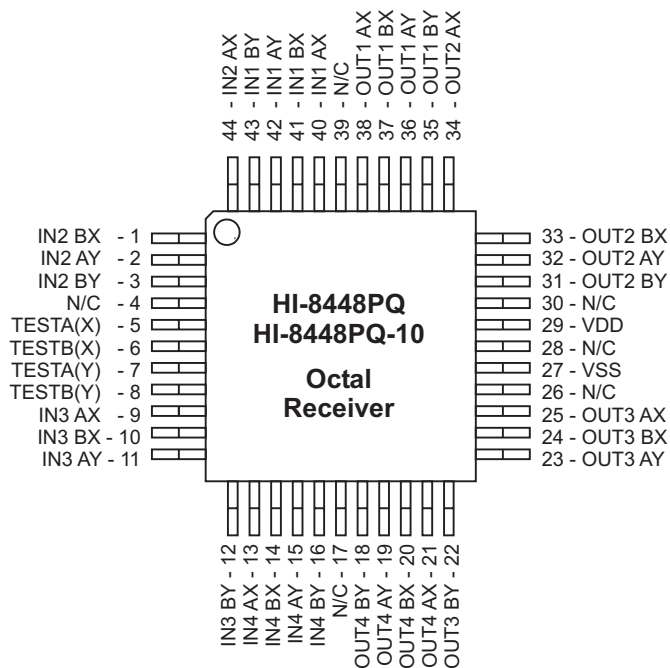 44 - IN2 AX
43 - IN1 BY
42 - IN1 AY
41 - IN1 BX
40 - IN1 AX
39 - N/C
38 - OUT1 AX
37 - OUT1 BX
36 - OUT1 AY
35 - OUT1 BY
34 - OUT2 AX
IN2 BX - 1
IN2 AY - 2
IN2 BY - 3
N/C - 4
TESTA(X) - 5
TESTB(X) - 6
TESTA(Y) - 7
TESTB(Y) - 8
IN3 AX - 9
IN3 BX - 10
IN3 AY - 11
HI-8448PQ
HI-8448PQ-10
Octal
Receiver
33 - OUT2 BX
32 - OUT2 AY
31 - OUT2 BY
30 - N/C
29 - VDD
28 - N/C
27 - VSS
26 - N/C
25 - OUT3 AX
24 - OUT3 BX
23 - OUT3 AY
IN3 BY - 12
IN4 AX - 13
IN4 BX - 14
IN4 AY - 15
IN4 BY - 16
N/C - 17
OUT4 BY - 18
OUT4 AY - 19
OUT4 BX - 20
OUT4 AX - 21
OUT3 BY - 22